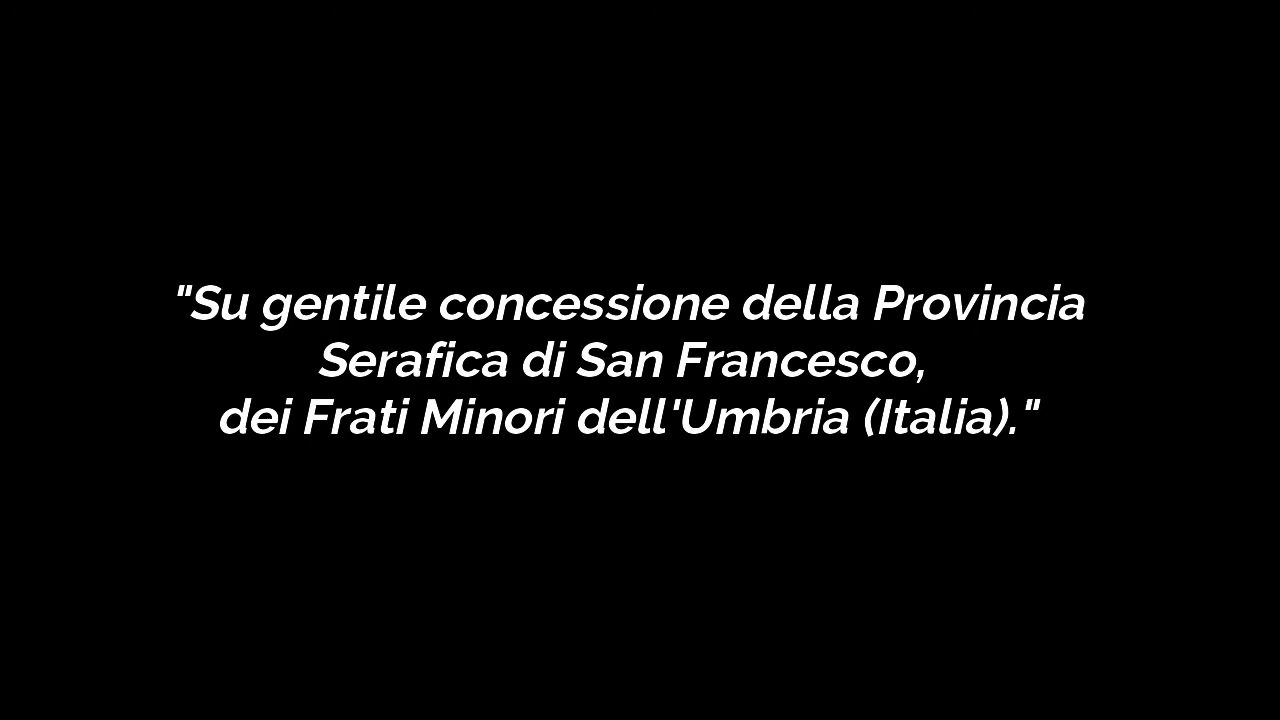 "Su gentile concessione della Provincia
Serafica di San Francesco,
dei Frati Minori dell'Umbria (Italia)."